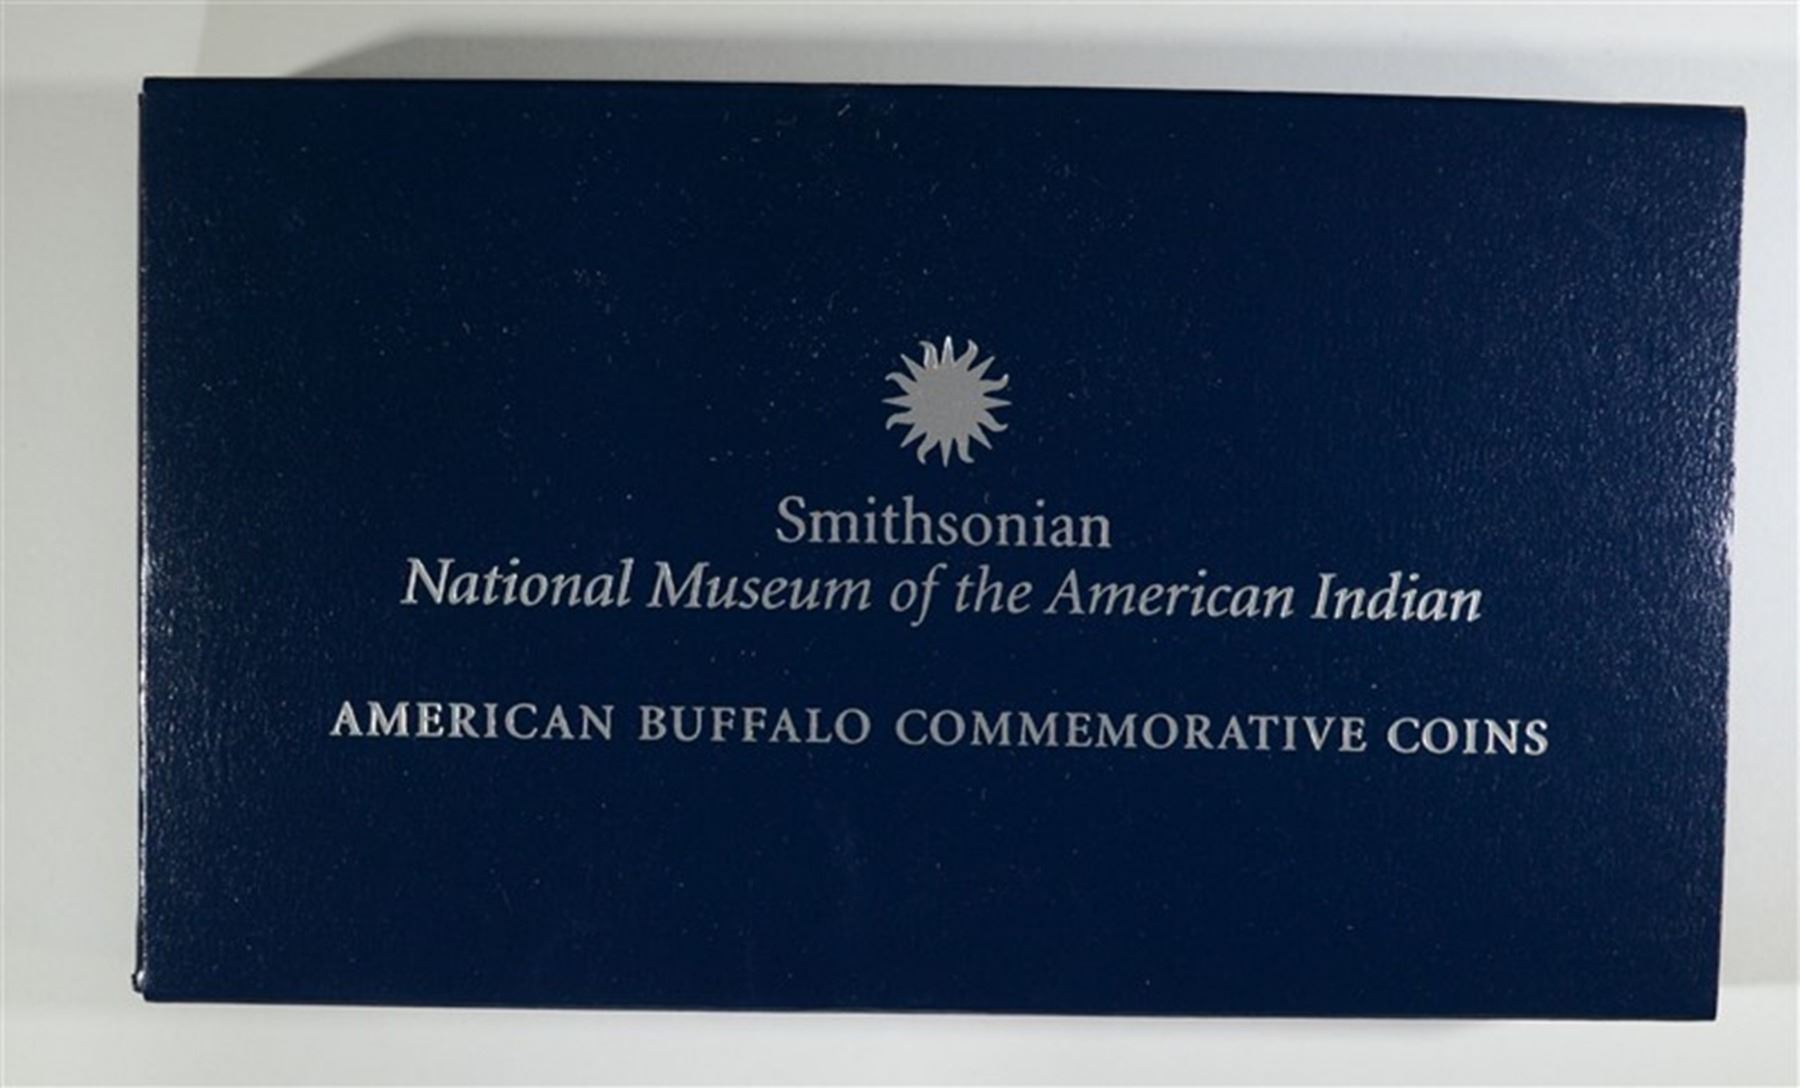 Smithsonian
National Museum of the American Indian
AMERICAN BUFFALO COMMEMORATIVE COINS